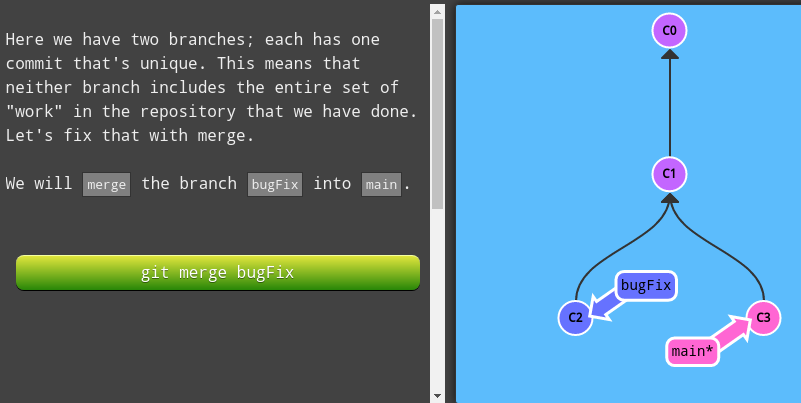 Here we have two branches; each has one
commit that's unique. This means that
neither branch includes the entire set of
"work" in the repository that we have done.
Let's fix that with merge.
We will merge the branch bugFix into main.
git merge bugFix
C0
C1
bugFix
C2
C3
main*